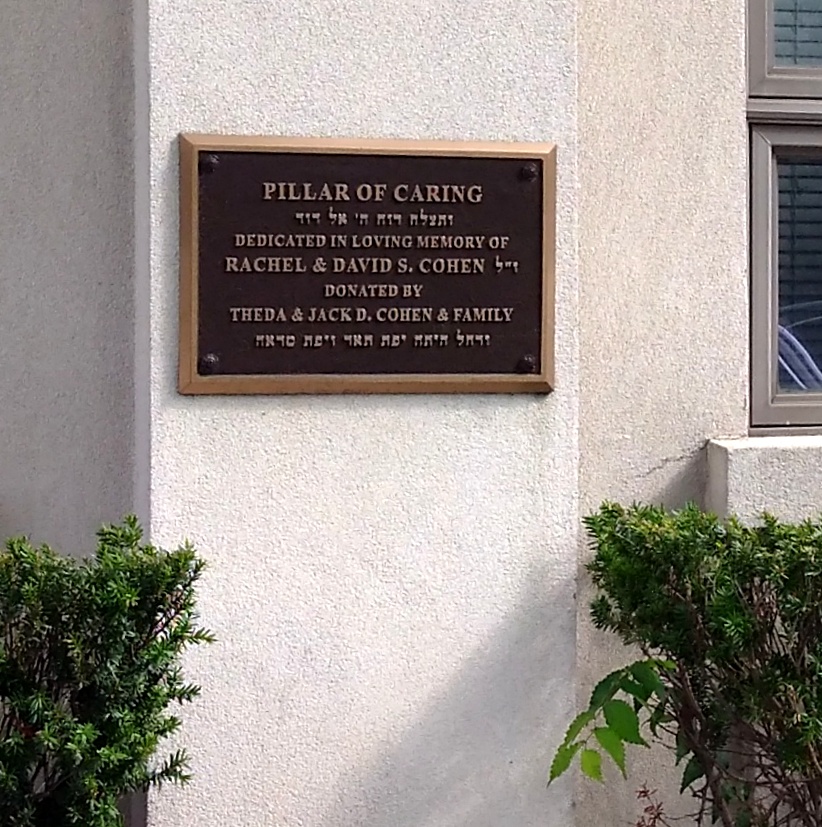 PILLAR OF CARING
ותצלח רוח ה' אל דוד
DEDICATED IN LOVING MEMORY OF
RACHEL & DAVID S. COHEN ז"ל
DONATED BY
THEDA & JACK D. COHEN & FAMILY
ורחל היתה יפת תאר ויפת מראה